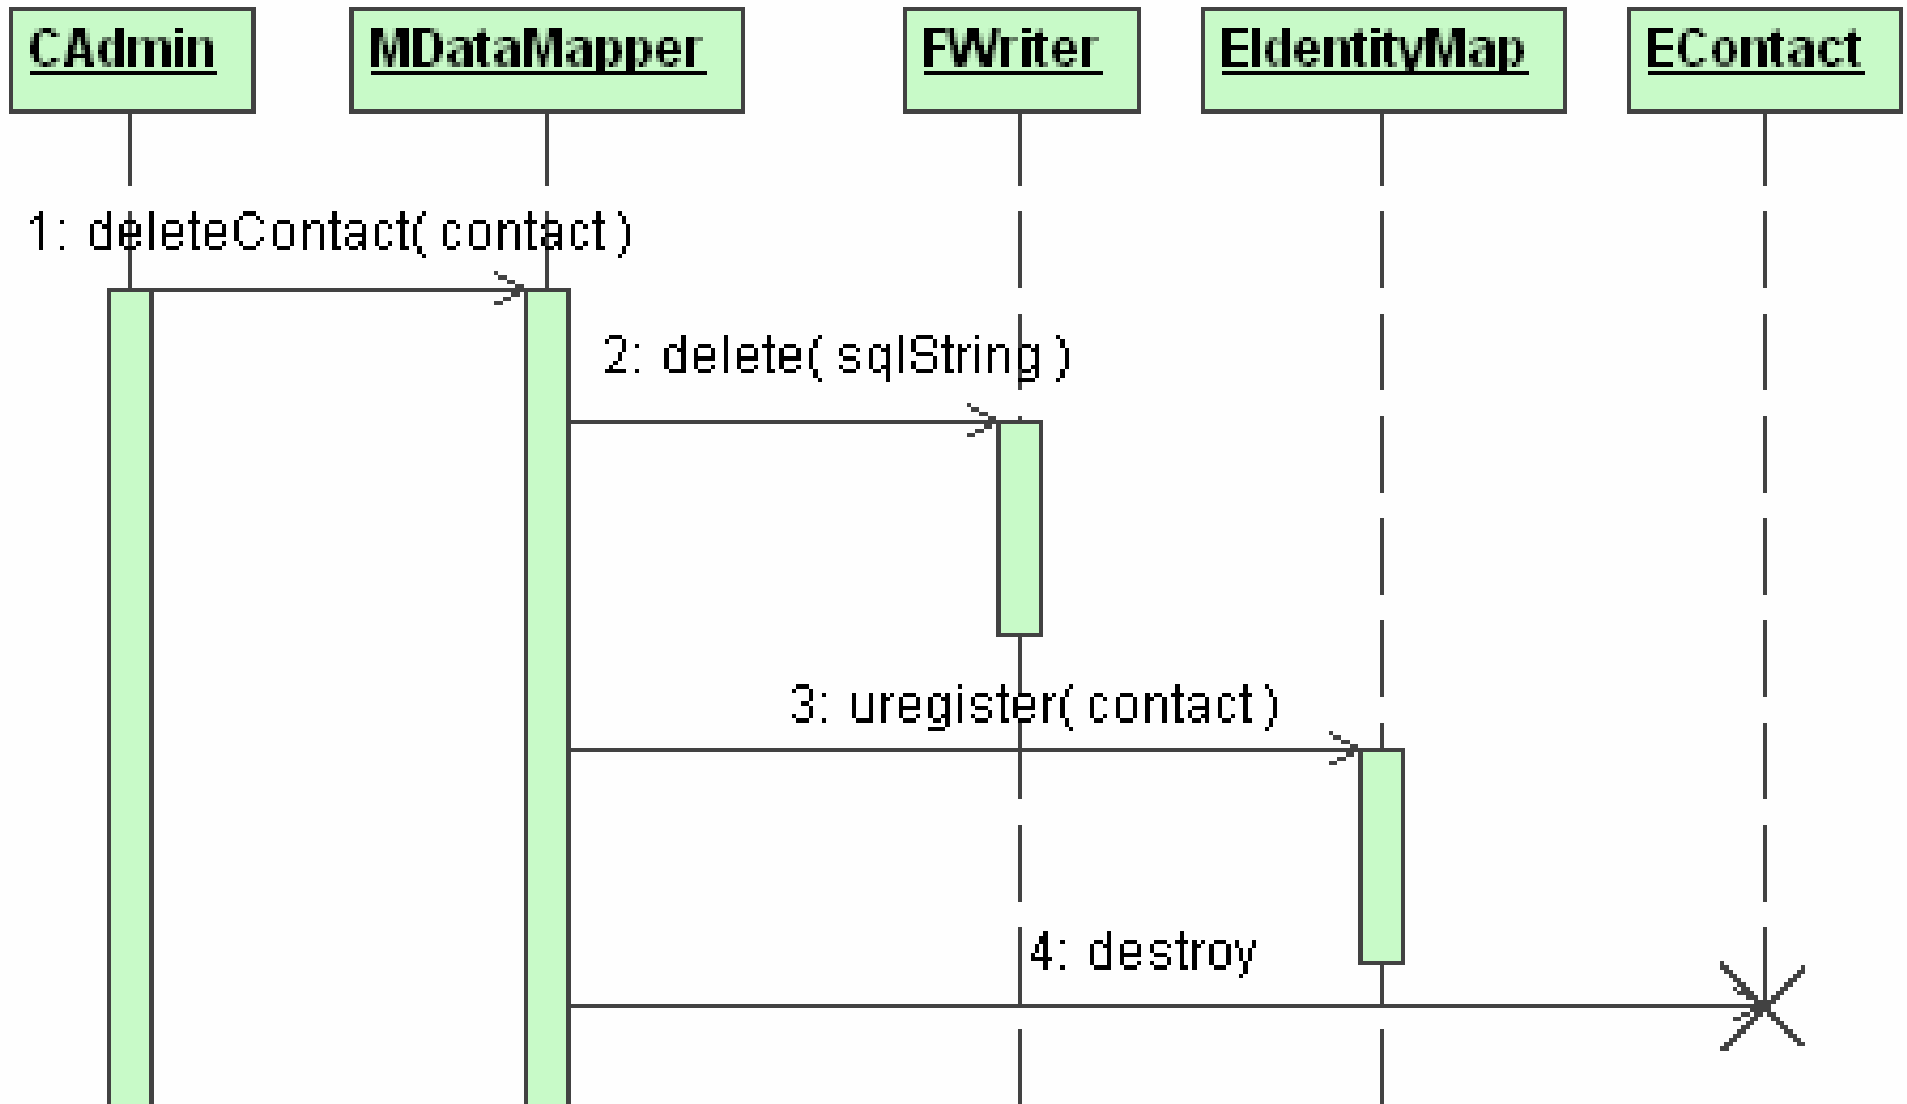 CAdmin
MDataMapper
FWriter
EIdentityMap
EContact
1: deleteContact( contact )
2: delete( sqlString )
3: uregister( contact )
4: destroy